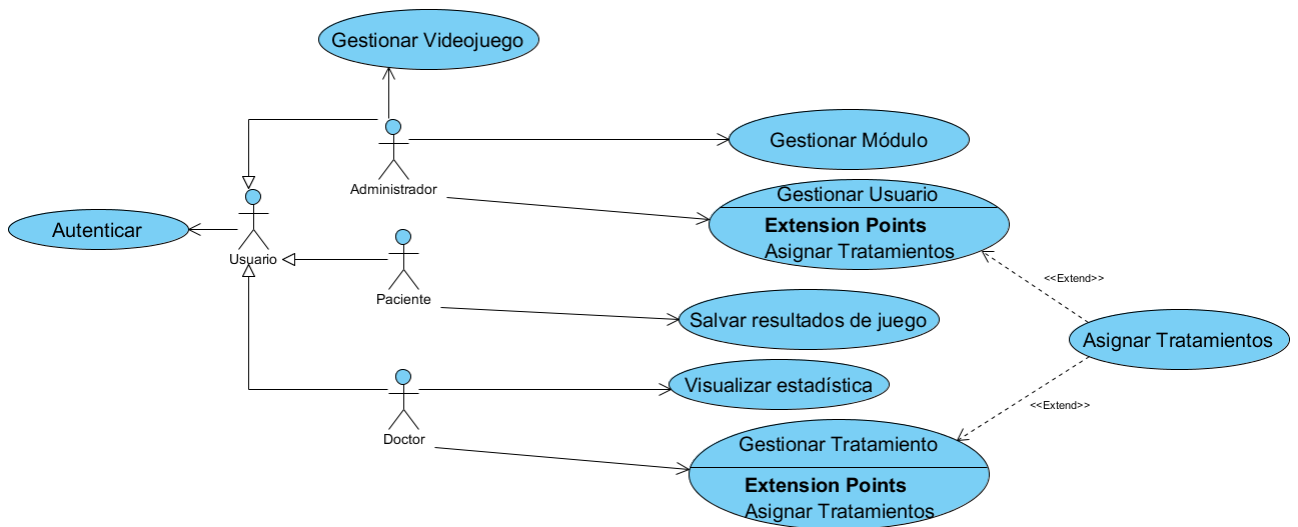 Gestionar Videojuego
Gestionar Módulo
Administrador
Gestionar Usuario
Extension Points
Asignar Tratamientos
Autenticar
Usuario
<<Extend>>
Paciente
Salvar resultados de juego
Asignar Tratamientos
Visualizar estadística
<<Extend>>
Doctor
Gestionar Tratamiento
Extension Points
Asignar Tratamientos